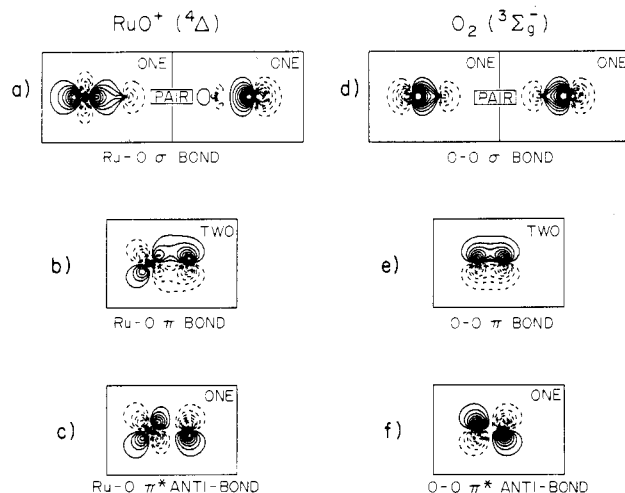 RuO⁺ (⁴Δ)
O₂ (³Σg⁻)
a)
ONE
PAIR
ONE
Ru-O σ BOND
d)
ONE
PAIR
ONE
O-O σ BOND
b)
TWO
Ru-O π BOND
e)
TWO
O-O π BOND
c)
ONE
Ru-O π* ANTI-BOND
f)
ONE
O-O π* ANTI-BOND